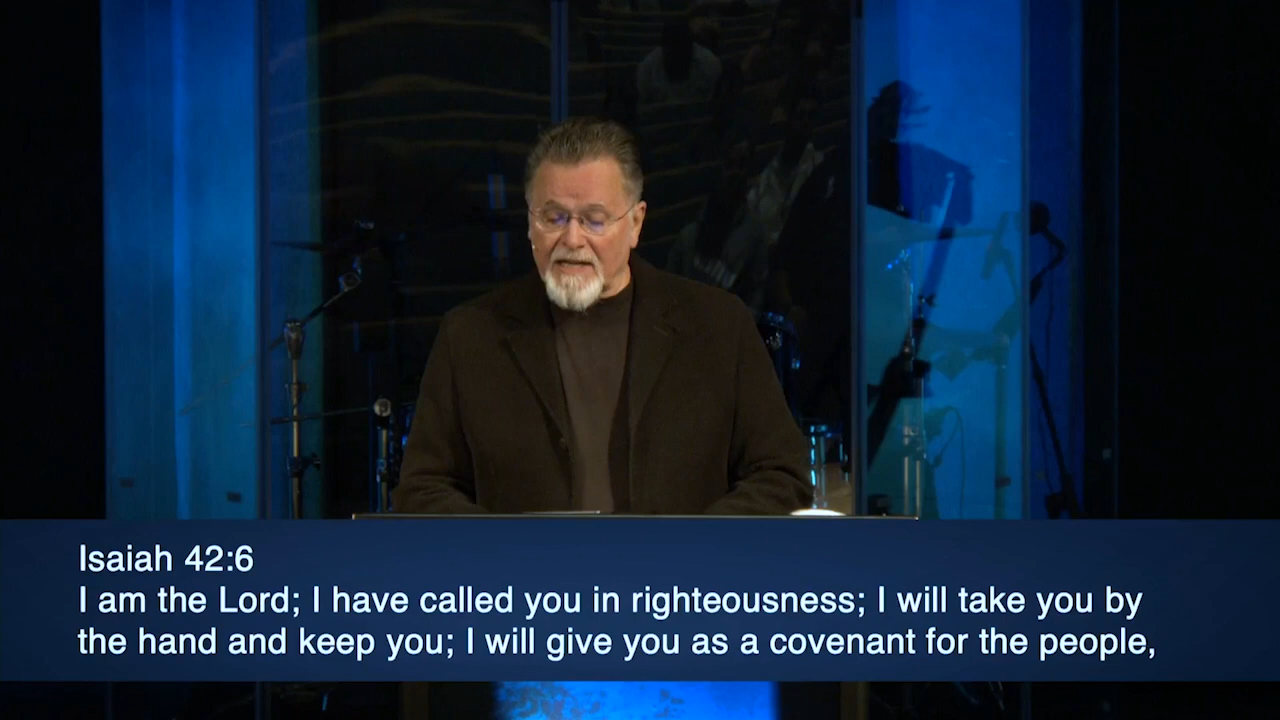 Isaiah 42:6
I am the Lord; I have called you in righteousness; I will take you by
the hand and keep you; I will give you as a covenant for the people,